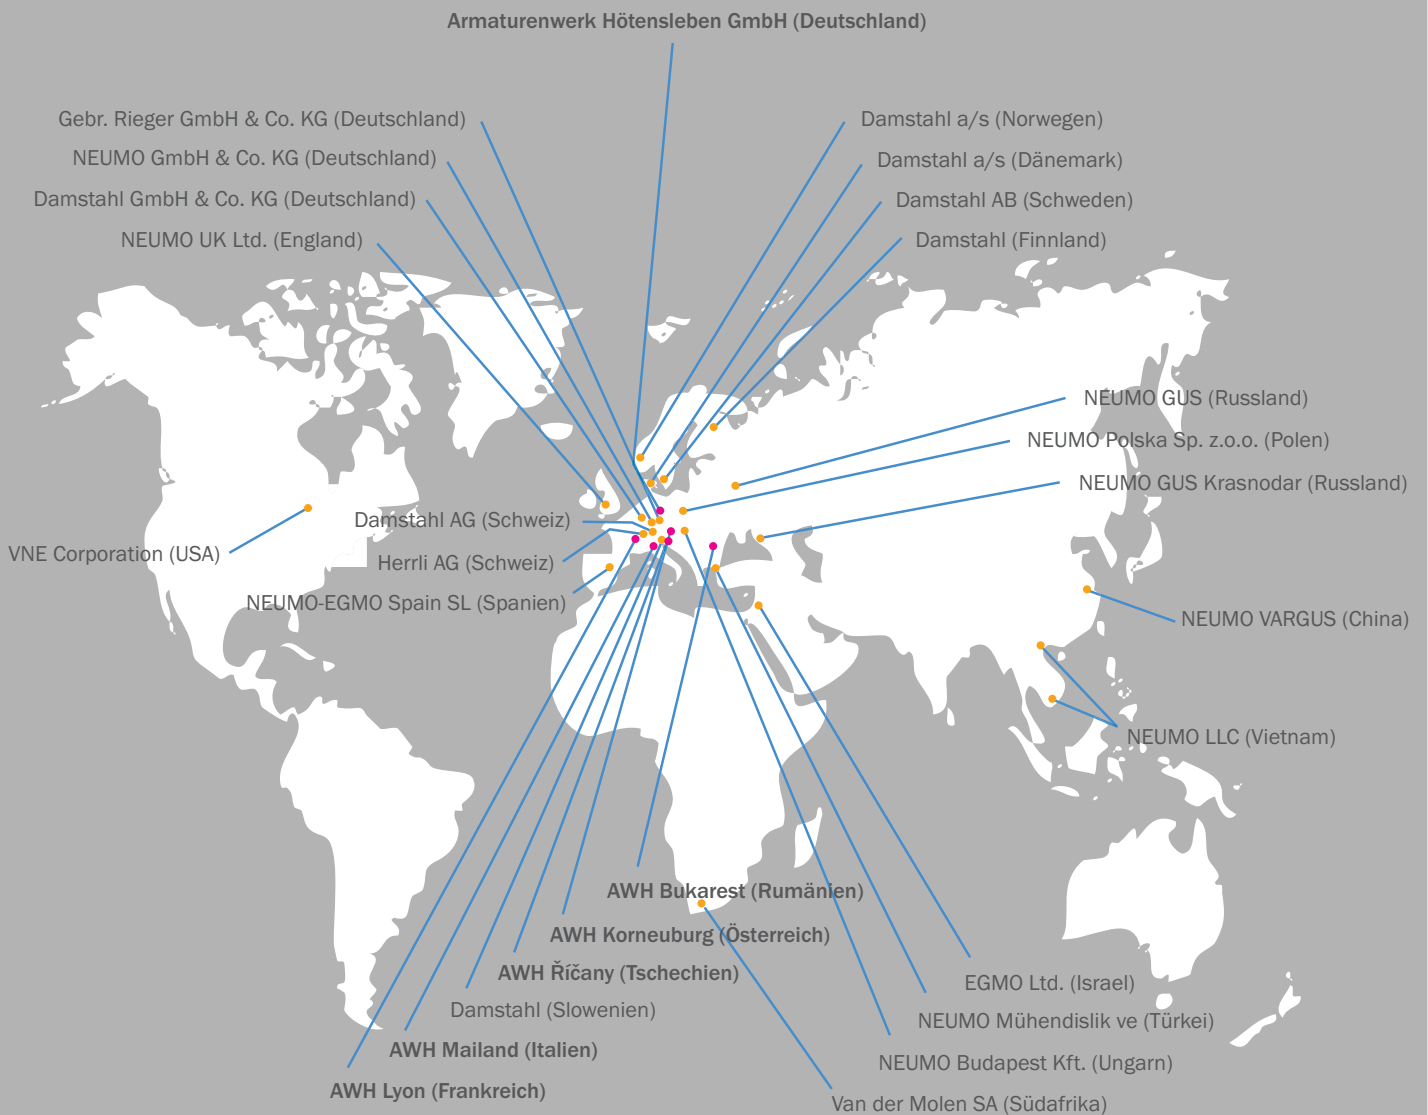 Armaturenwerk Hötensleben GmbH (Deutschland)
Gebr. Rieger GmbH & Co. KG (Deutschland)
NEUMO GmbH & Co. KG (Deutschland)
Damstahl GmbH & Co. KG (Deutschland)
NEUMO UK Ltd. (England)
Damstahl a/s (Norwegen)
Damstahl a/s (Dänemark)
Damstahl AB (Schweden)
Damstahl (Finnland)
NEUMO GUS (Russland)
NEUMO Polska Sp. z.o.o. (Polen)
NEUMO GUS Krasnodar (Russland)
Damstahl AG (Schweiz)
VNE Corporation (USA)
Herrli AG (Schweiz)
NEUMO-EGMO Spain SL (Spanien)
NEUMO VARGUS (China)
NEUMO LLC (Vietnam)
AWH Bukarest (Rumänien)
AWH Korneuburg (Österreich)
AWH Říčany (Tschechien)
Damstahl (Slowenien)
AWH Mailand (Italien)
AWH Lyon (Frankreich)
EGMO Ltd. (Israel)
NEUMO Mühendislik ve (Türkei)
NEUMO Budapest Kft. (Ungarn)
Van der Molen SA (Südafrika)